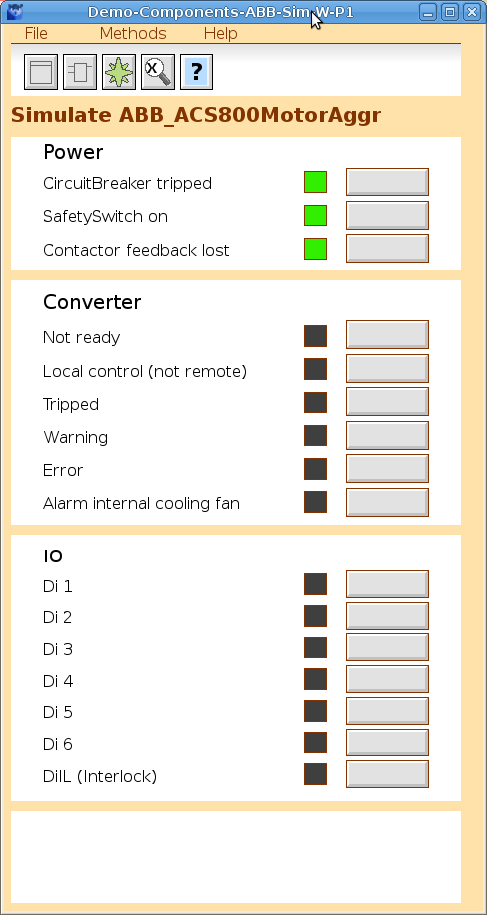 Demo-Components-ABB-Sim-W-P1
File Methods Help
X ?
Simulate ABB_ACS800MotorAggr
Power
CircuitBreaker tripped
SafetySwitch on
Contactor feedback lost
Converter
Not ready
Local control (not remote)
Tripped
Warning
Error
Alarm internal cooling fan
IO
Di 1
Di 2
Di 3
Di 4
Di 5
Di 6
DiIL (Interlock)